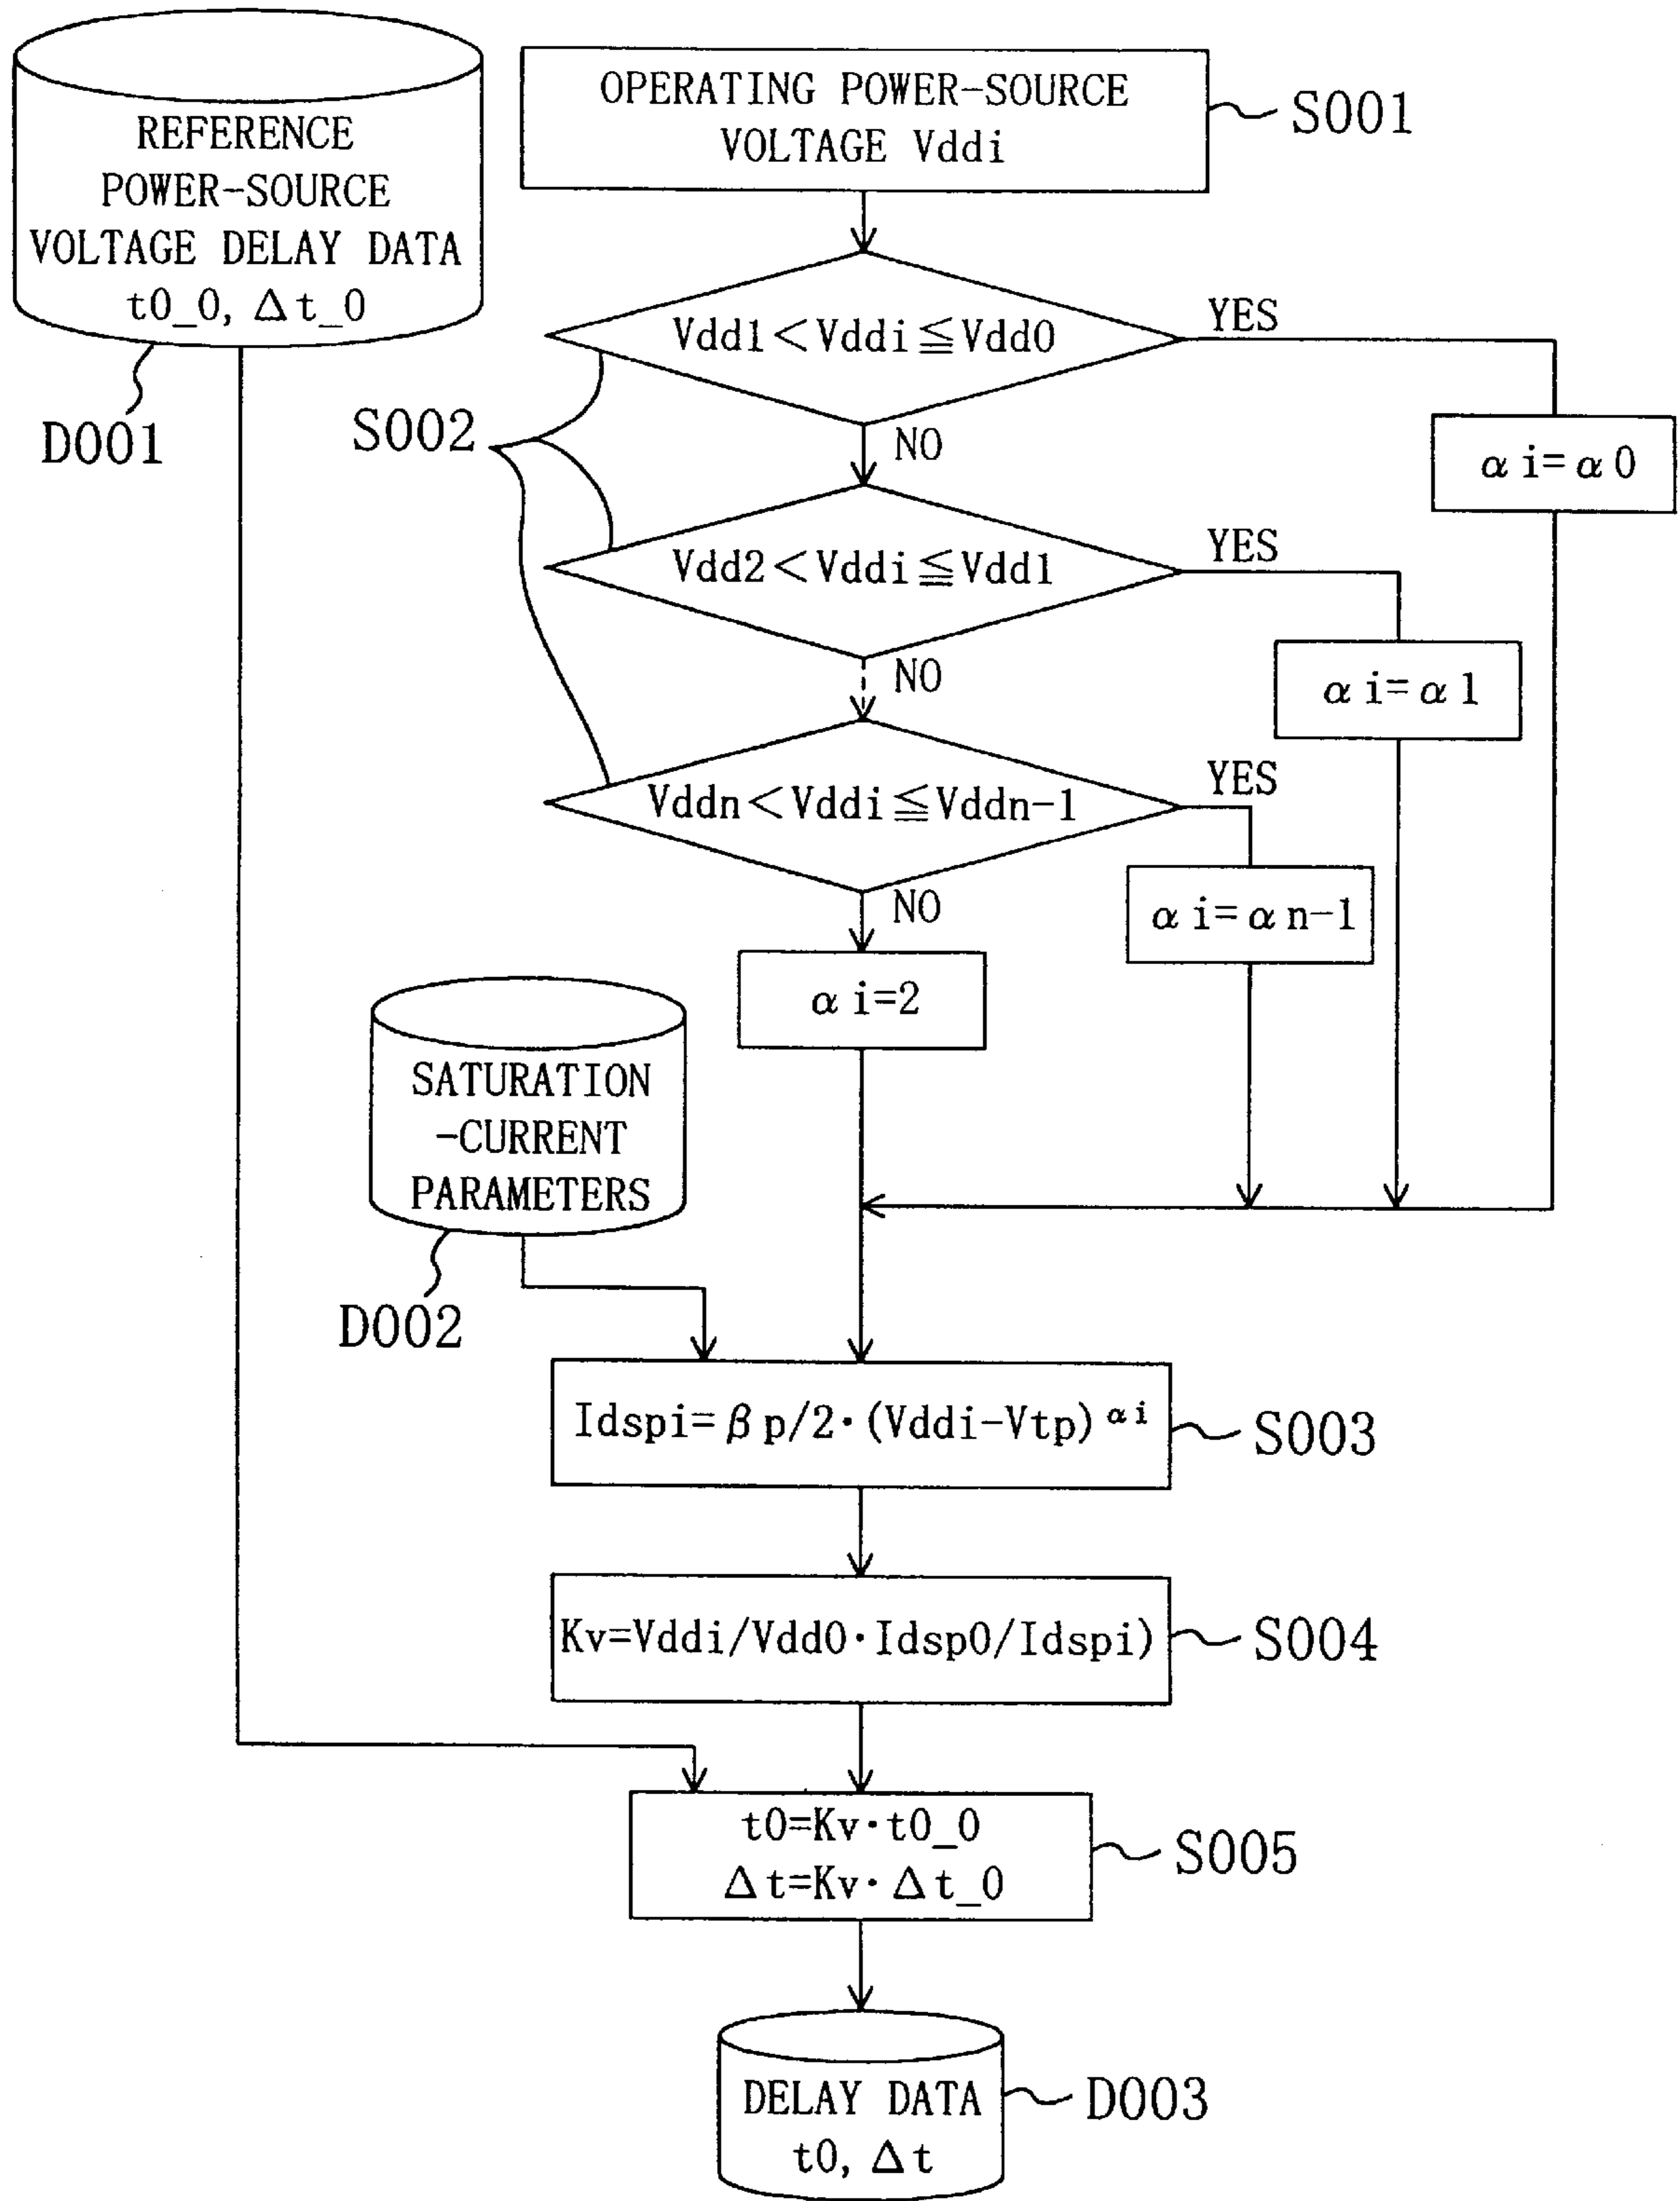 REFERENCE
POWER-SOURCE
VOLTAGE DELAY DATA
t0_0, Δt_0
D001
OPERATING POWER-SOURCE
VOLTAGE Vddi
S001
Vdd1<Vddi≦Vdd0
YES
NO
S002
αi=α0
Vdd2<Vddi≦Vdd1
YES
NO
αi=α1
Vddn<Vddi≦Vddn-1
YES
NO
αi=αn-1
αi=2
SATURATION
-CURRENT
PARAMETERS
D002
Idspi=βp/2·(Vddi-Vtp)^αi
S003
Kv=Vddi/Vdd0·Idsp0/Idspi)
S004
t0=Kv·t0_0
Δt=Kv·Δt_0
S005
DELAY DATA
t0, Δt
D003